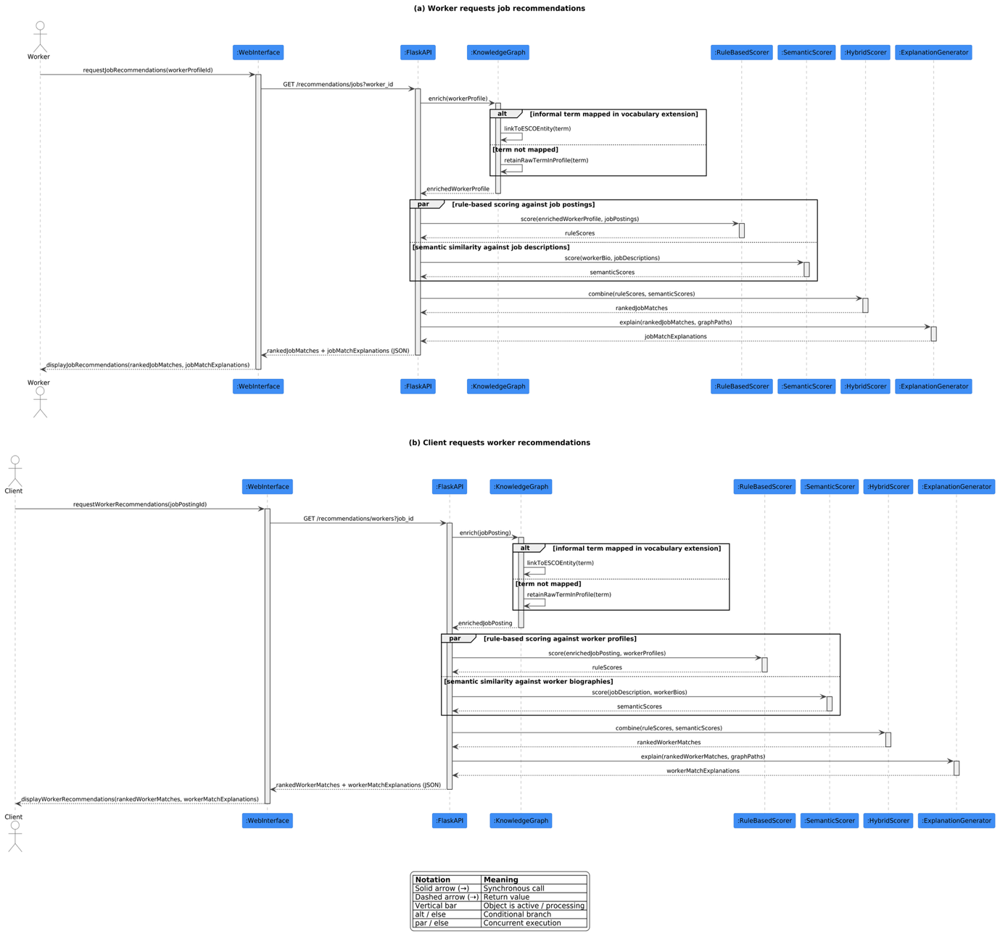 (a) Worker requests job recommendations
Worker
:WebInterface
:FlaskAPI
:KnowledgeGraph
:RuleBasedScorer
:SemanticScorer
:HybridScorer
:ExplanationGenerator
requestJobRecommendations(workerProfileId)
GET /recommendations/jobs?worker_id
enrich(workerProfile)
alt [informal term mapped in vocabulary extension]
linkToESCOEntity(term)
[term not mapped]
retainRawTermInProfile(term)
enrichedWorkerProfile
par [rule-based scoring against job postings]
score(enrichedWorkerProfile, jobPostings)
ruleScores
[semantic similarity against job descriptions]
score(workerBio, jobDescriptions)
semanticScores
combine(ruleScores, semanticScores)
rankedJobMatches
explain(rankedJobMatches, graphPaths)
jobMatchExplanations
rankedJobMatches + jobMatchExplanations (JSON)
displayJobRecommendations(rankedJobMatches, jobMatchExplanations)
Worker
:WebInterface
:FlaskAPI
:KnowledgeGraph
:RuleBasedScorer
:SemanticScorer
:HybridScorer
:ExplanationGenerator
(b) Client requests worker recommendations
Client
:WebInterface
:FlaskAPI
:KnowledgeGraph
:RuleBasedScorer
:SemanticScorer
:HybridScorer
:ExplanationGenerator
requestWorkerRecommendations(jobPostingId)
GET /recommendations/workers?job_id
enrich(jobPosting)
alt [informal term mapped in vocabulary extension]
linkToESCOEntity(term)
[term not mapped]
retainRawTermInProfile(term)
enrichedJobPosting
par [rule-based scoring against worker profiles]
score(enrichedJobPosting, workerProfiles)
ruleScores
[semantic similarity against worker biographies]
score(jobDescription, workerBios)
semanticScores
combine(ruleScores, semanticScores)
rankedWorkerMatches
explain(rankedWorkerMatches, graphPaths)
workerMatchExplanations
rankedWorkerMatches + workerMatchExplanations (JSON)
displayWorkerRecommendations(rankedWorkerMatches, workerMatchExplanations)
Client
:WebInterface
:FlaskAPI
:KnowledgeGraph
:RuleBasedScorer
:SemanticScorer
:HybridScorer
:ExplanationGenerator
Notation Meaning
Solid arrow (→) Synchronous call
Dashed arrow (⇢) Return value
Vertical bar Object is active / processing
alt / else Conditional branch
par / else Concurrent execution